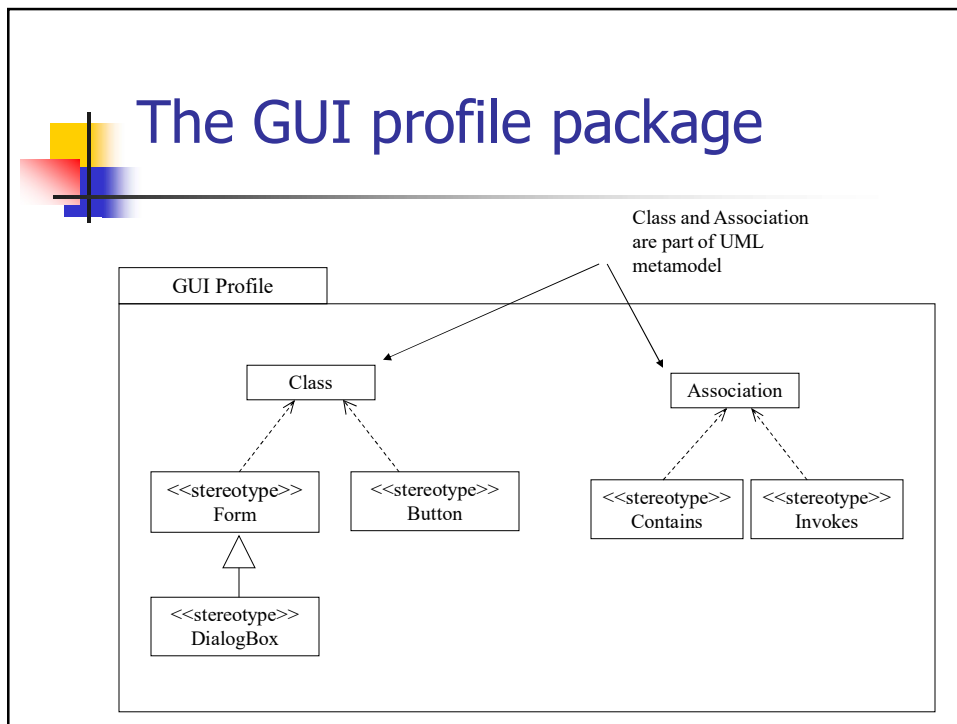 The GUI profile package
Class and Association
are part of UML
metamodel
GUI Profile
Class
Association
<<stereotype>>
Form
<<stereotype>>
Button
<<stereotype>>
Contains
<<stereotype>>
Invokes
<<stereotype>>
DialogBox